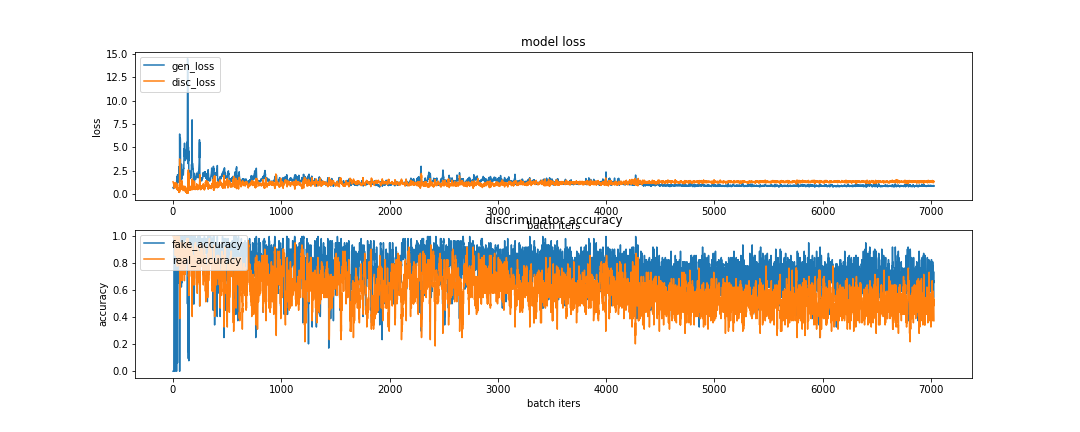 model loss
15.0
12.5
10.0
7.5
5.0
2.5
0.0
loss
gen_loss
disc_loss
0 1000 2000 3000 4000 5000 6000 7000
batch iters
discriminator accuracy
1.0
0.8
0.6
0.4
0.2
0.0
accuracy
fake_accuracy
real_accuracy
0 1000 2000 3000 4000 5000 6000 7000
batch iters